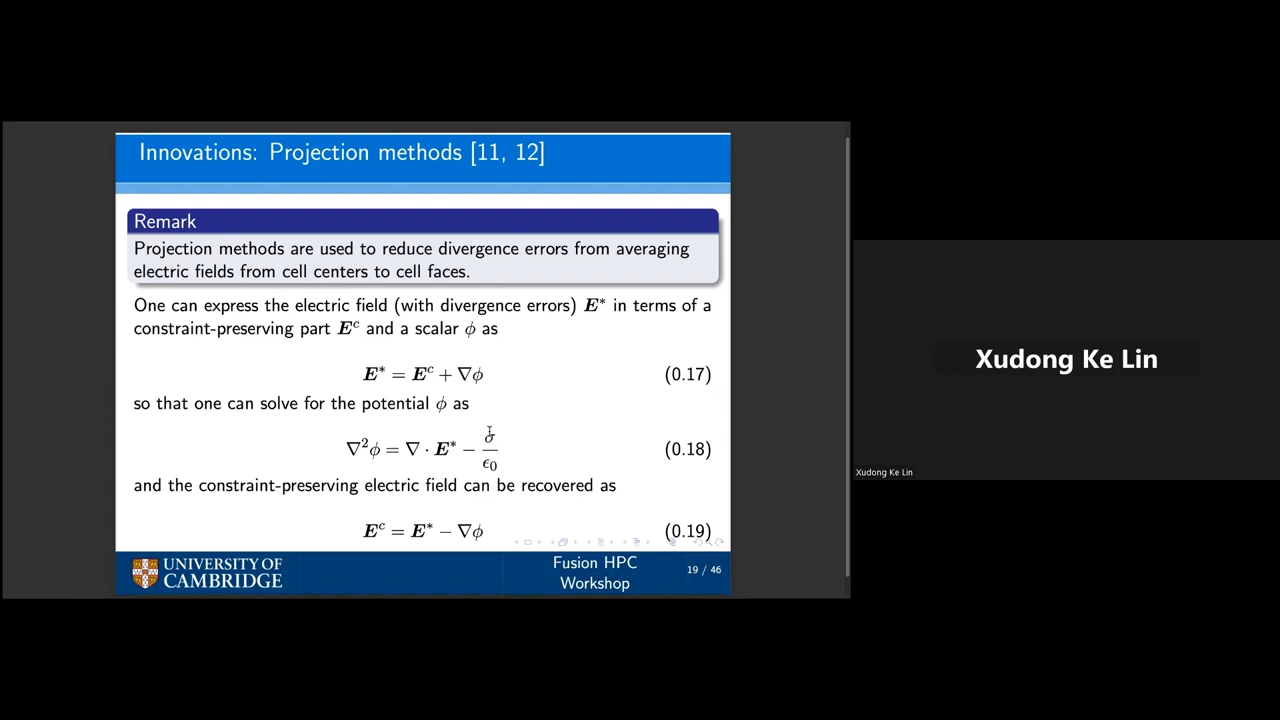 Innovations: Projection methods [11, 12]
Remark
Projection methods are used to reduce divergence errors from averaging
electric fields from cell centers to cell faces.
One can express the electric field (with divergence errors) E* in terms of a
constraint-preserving part Eᶜ and a scalar ϕ as
E* = Eᶜ + ∇ϕ (0.17)
so that one can solve for the potential ϕ as
∇²ϕ = ∇ · E* − σ/ϵ₀ (0.18)
and the constraint-preserving electric field can be recovered as
Eᶜ = E* − ∇ϕ (0.19)
UNIVERSITY OF
CAMBRIDGE
Fusion HPC
Workshop
19 / 46
Xudong Ke Lin
Xudong Ke Lin